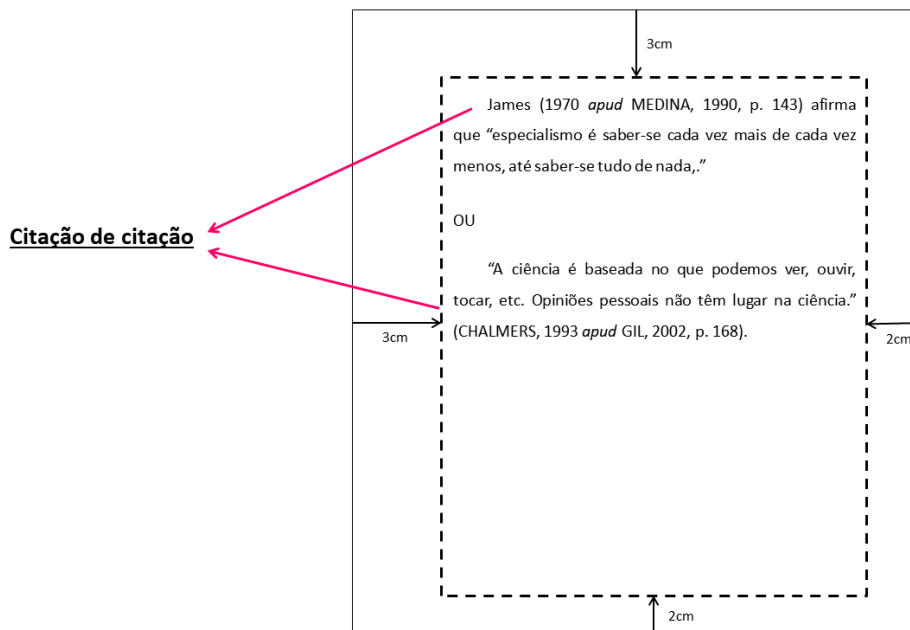 3cm
James (1970 apud MEDINA, 1990, p. 143) afirma
que “especialismo é saber-se cada vez mais de cada vez
menos, até saber-se tudo de nada,.”
OU
Citação de citação
“A ciência é baseada no que podemos ver, ouvir,
tocar, etc. Opiniões pessoais não têm lugar na ciência.”
(CHALMERS, 1993 apud GIL, 2002, p. 168).
3cm
2cm
2cm